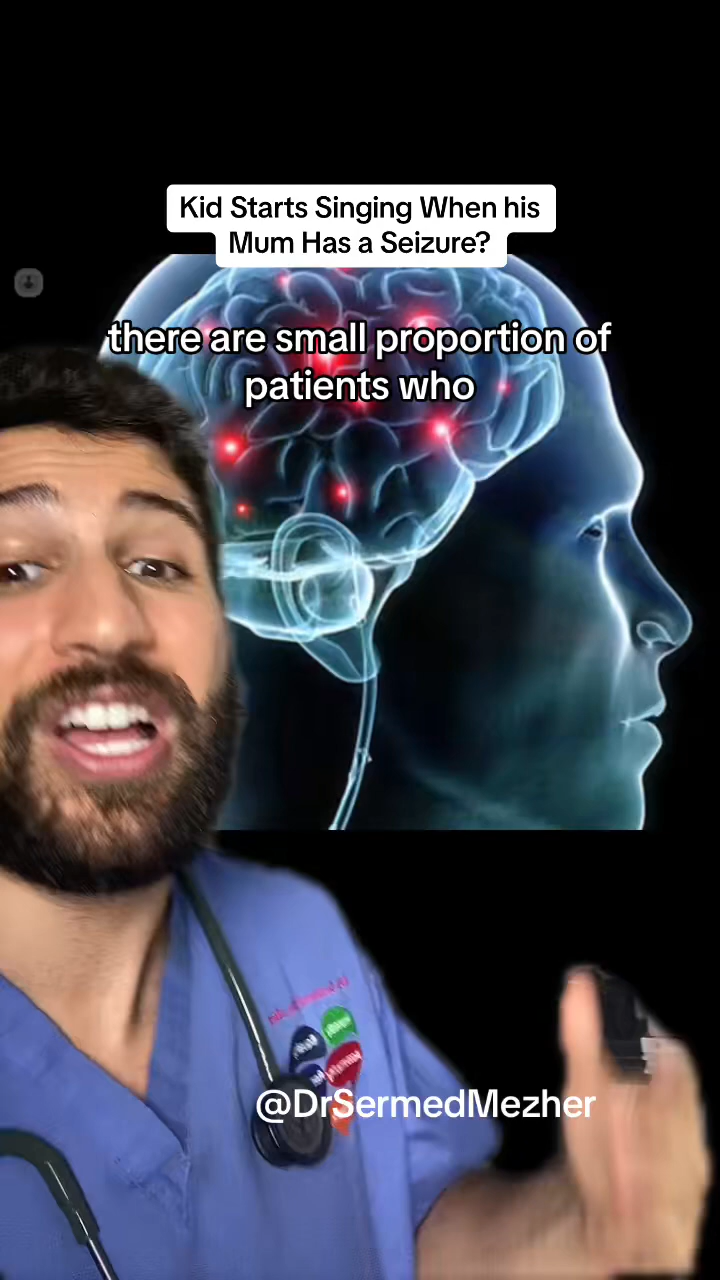 Kid Starts Singing When his
Mum Has a Seizure?
there are small proportion of
patients who
@DrSermedMezher